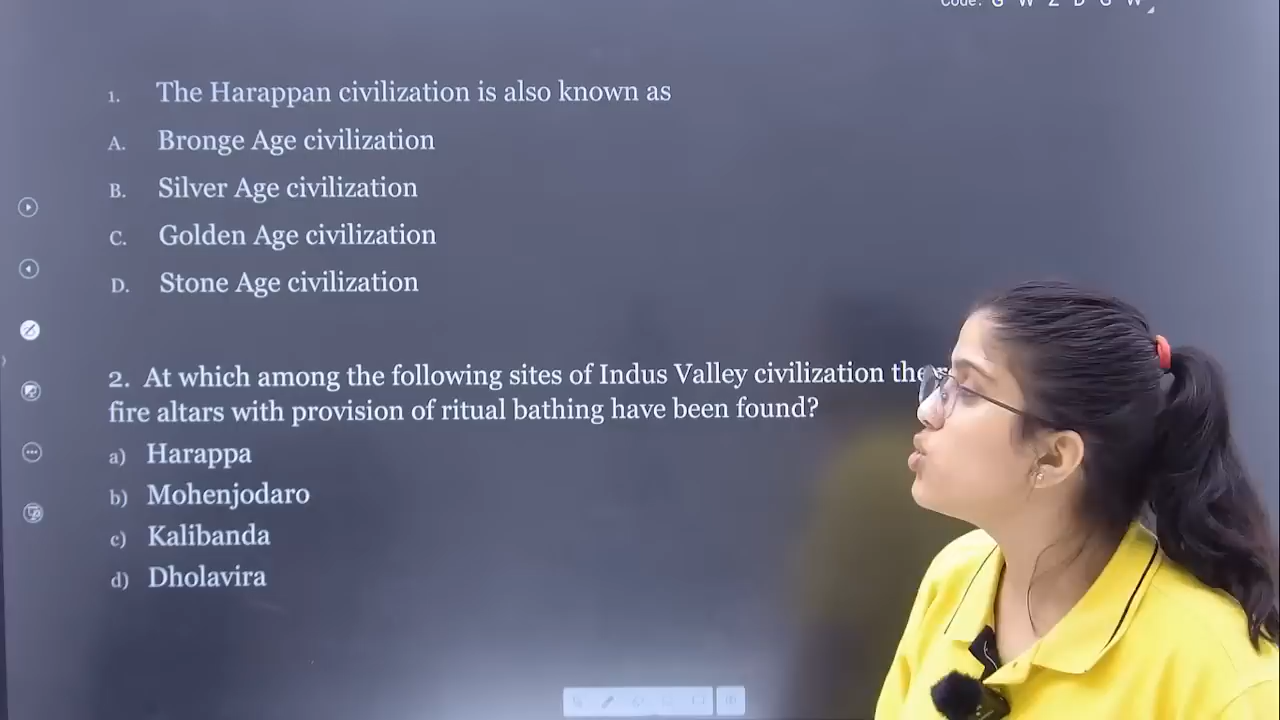 Code: G W Z D G W
1. The Harappan civilization is also known as
A. Bronge Age civilization
B. Silver Age civilization
C. Golden Age civilization
D. Stone Age civilization
2. At which among the following sites of Indus Valley civilization the
fire altars with provision of ritual bathing have been found?
a) Harappa
b) Mohenjodaro
c) Kalibanda
d) Dholavira